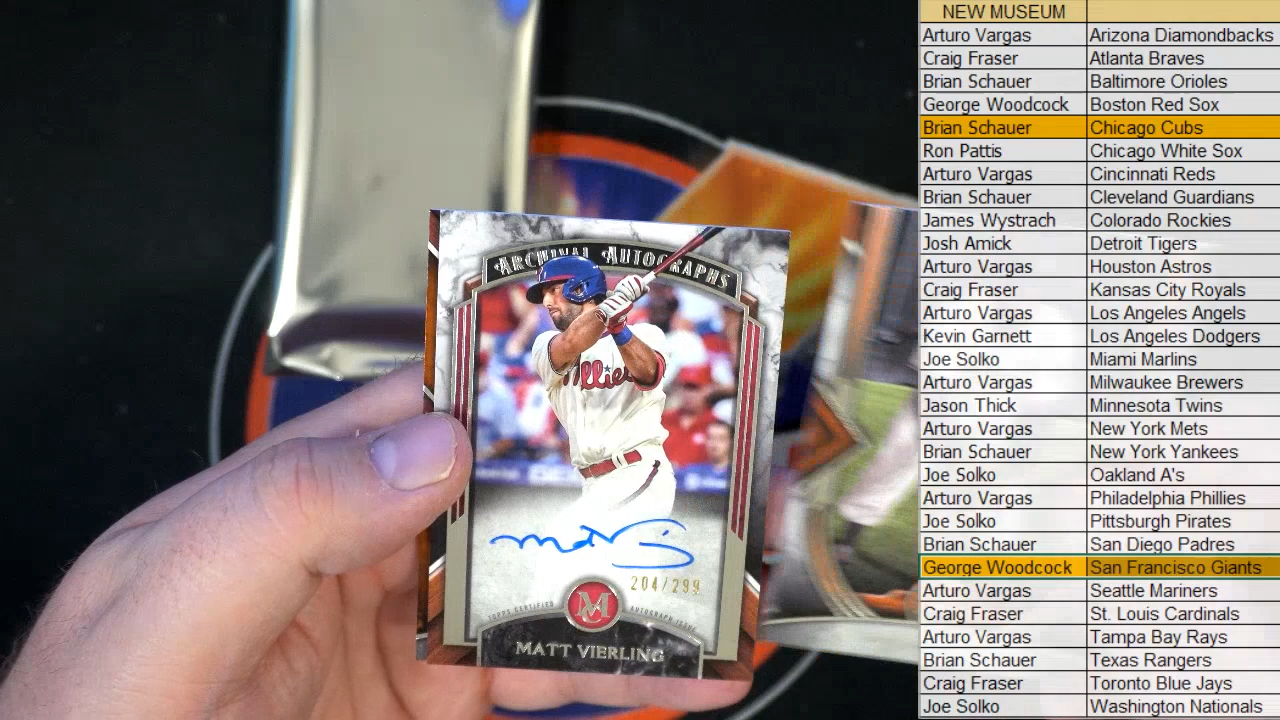 ARCHIVAL AUTOGRAPHS
Phillies
204/299
TOPPS CERTIFIED AUTOGRAPH ISSUE
M
MATT VIERLING
NEW MUSEUM
Arturo Vargas Arizona Diamondbacks
Craig Fraser Atlanta Braves
Brian Schauer Baltimore Orioles
George Woodcock Boston Red Sox
Brian Schauer Chicago Cubs
Ron Pattis Chicago White Sox
Arturo Vargas Cincinnati Reds
Brian Schauer Cleveland Guardians
James Wystrach Colorado Rockies
Josh Amick Detroit Tigers
Arturo Vargas Houston Astros
Craig Fraser Kansas City Royals
Arturo Vargas Los Angeles Angels
Kevin Garnett Los Angeles Dodgers
Joe Solko Miami Marlins
Arturo Vargas Milwaukee Brewers
Jason Thick Minnesota Twins
Arturo Vargas New York Mets
Brian Schauer New York Yankees
Joe Solko Oakland A's
Arturo Vargas Philadelphia Phillies
Joe Solko Pittsburgh Pirates
Brian Schauer San Diego Padres
George Woodcock San Francisco Giants
Arturo Vargas Seattle Mariners
Craig Fraser St. Louis Cardinals
Arturo Vargas Tampa Bay Rays
Brian Schauer Texas Rangers
Craig Fraser Toronto Blue Jays
Joe Solko Washington Nationals